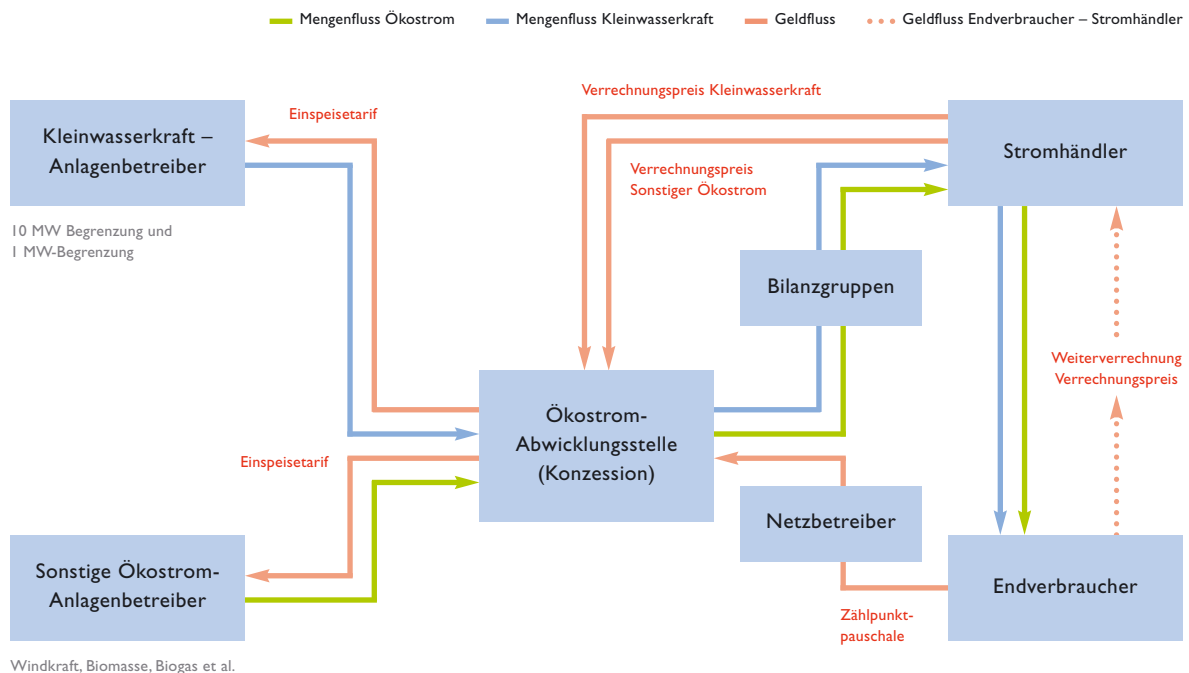 Mengenfluss Ökostrom
Mengenfluss Kleinwasserkraft
Geldfluss
Geldfluss Endverbraucher – Stromhändler
Verrechnungspreis Kleinwasserkraft
Einspeisetarif
Kleinwasserkraft –
Anlagenbetreiber
Stromhändler
Verrechnungspreis
Sonstiger Ökostrom
10 MW Begrenzung und
1 MW-Begrenzung
Bilanzgruppen
Weiterverrechnung
Verrechnungspreis
Ökostrom-
Abwicklungsstelle
(Konzession)
Einspeisetarif
Netzbetreiber
Sonstige Ökostrom-
Anlagenbetreiber
Endverbraucher
Zählpunkt-
pauschale
Windkraft, Biomasse, Biogas et al.